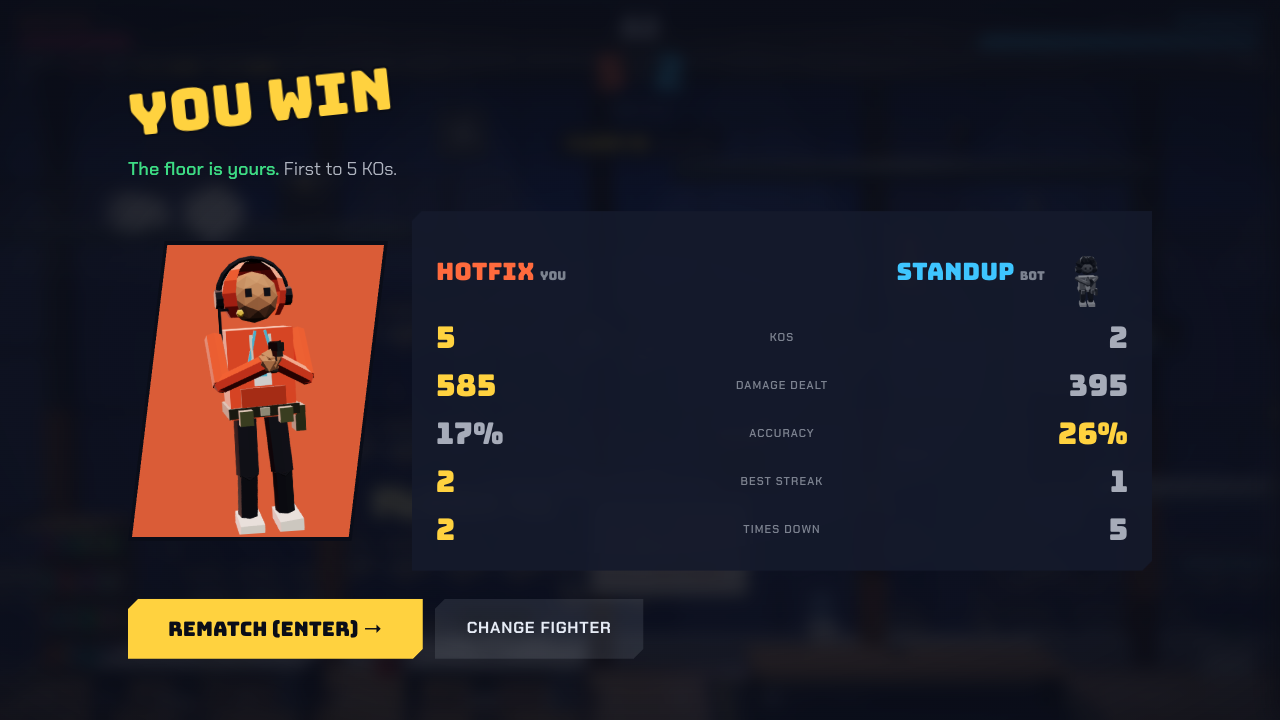 YOU WIN
The floor is yours. First to 5 KOs.
HOTFIX YOU
STANDUP BOT
5 KOS 2
585 DAMAGE DEALT 395
17% ACCURACY 26%
2 BEST STREAK 1
2 TIMES DOWN 5
REMATCH (ENTER) →
CHANGE FIGHTER